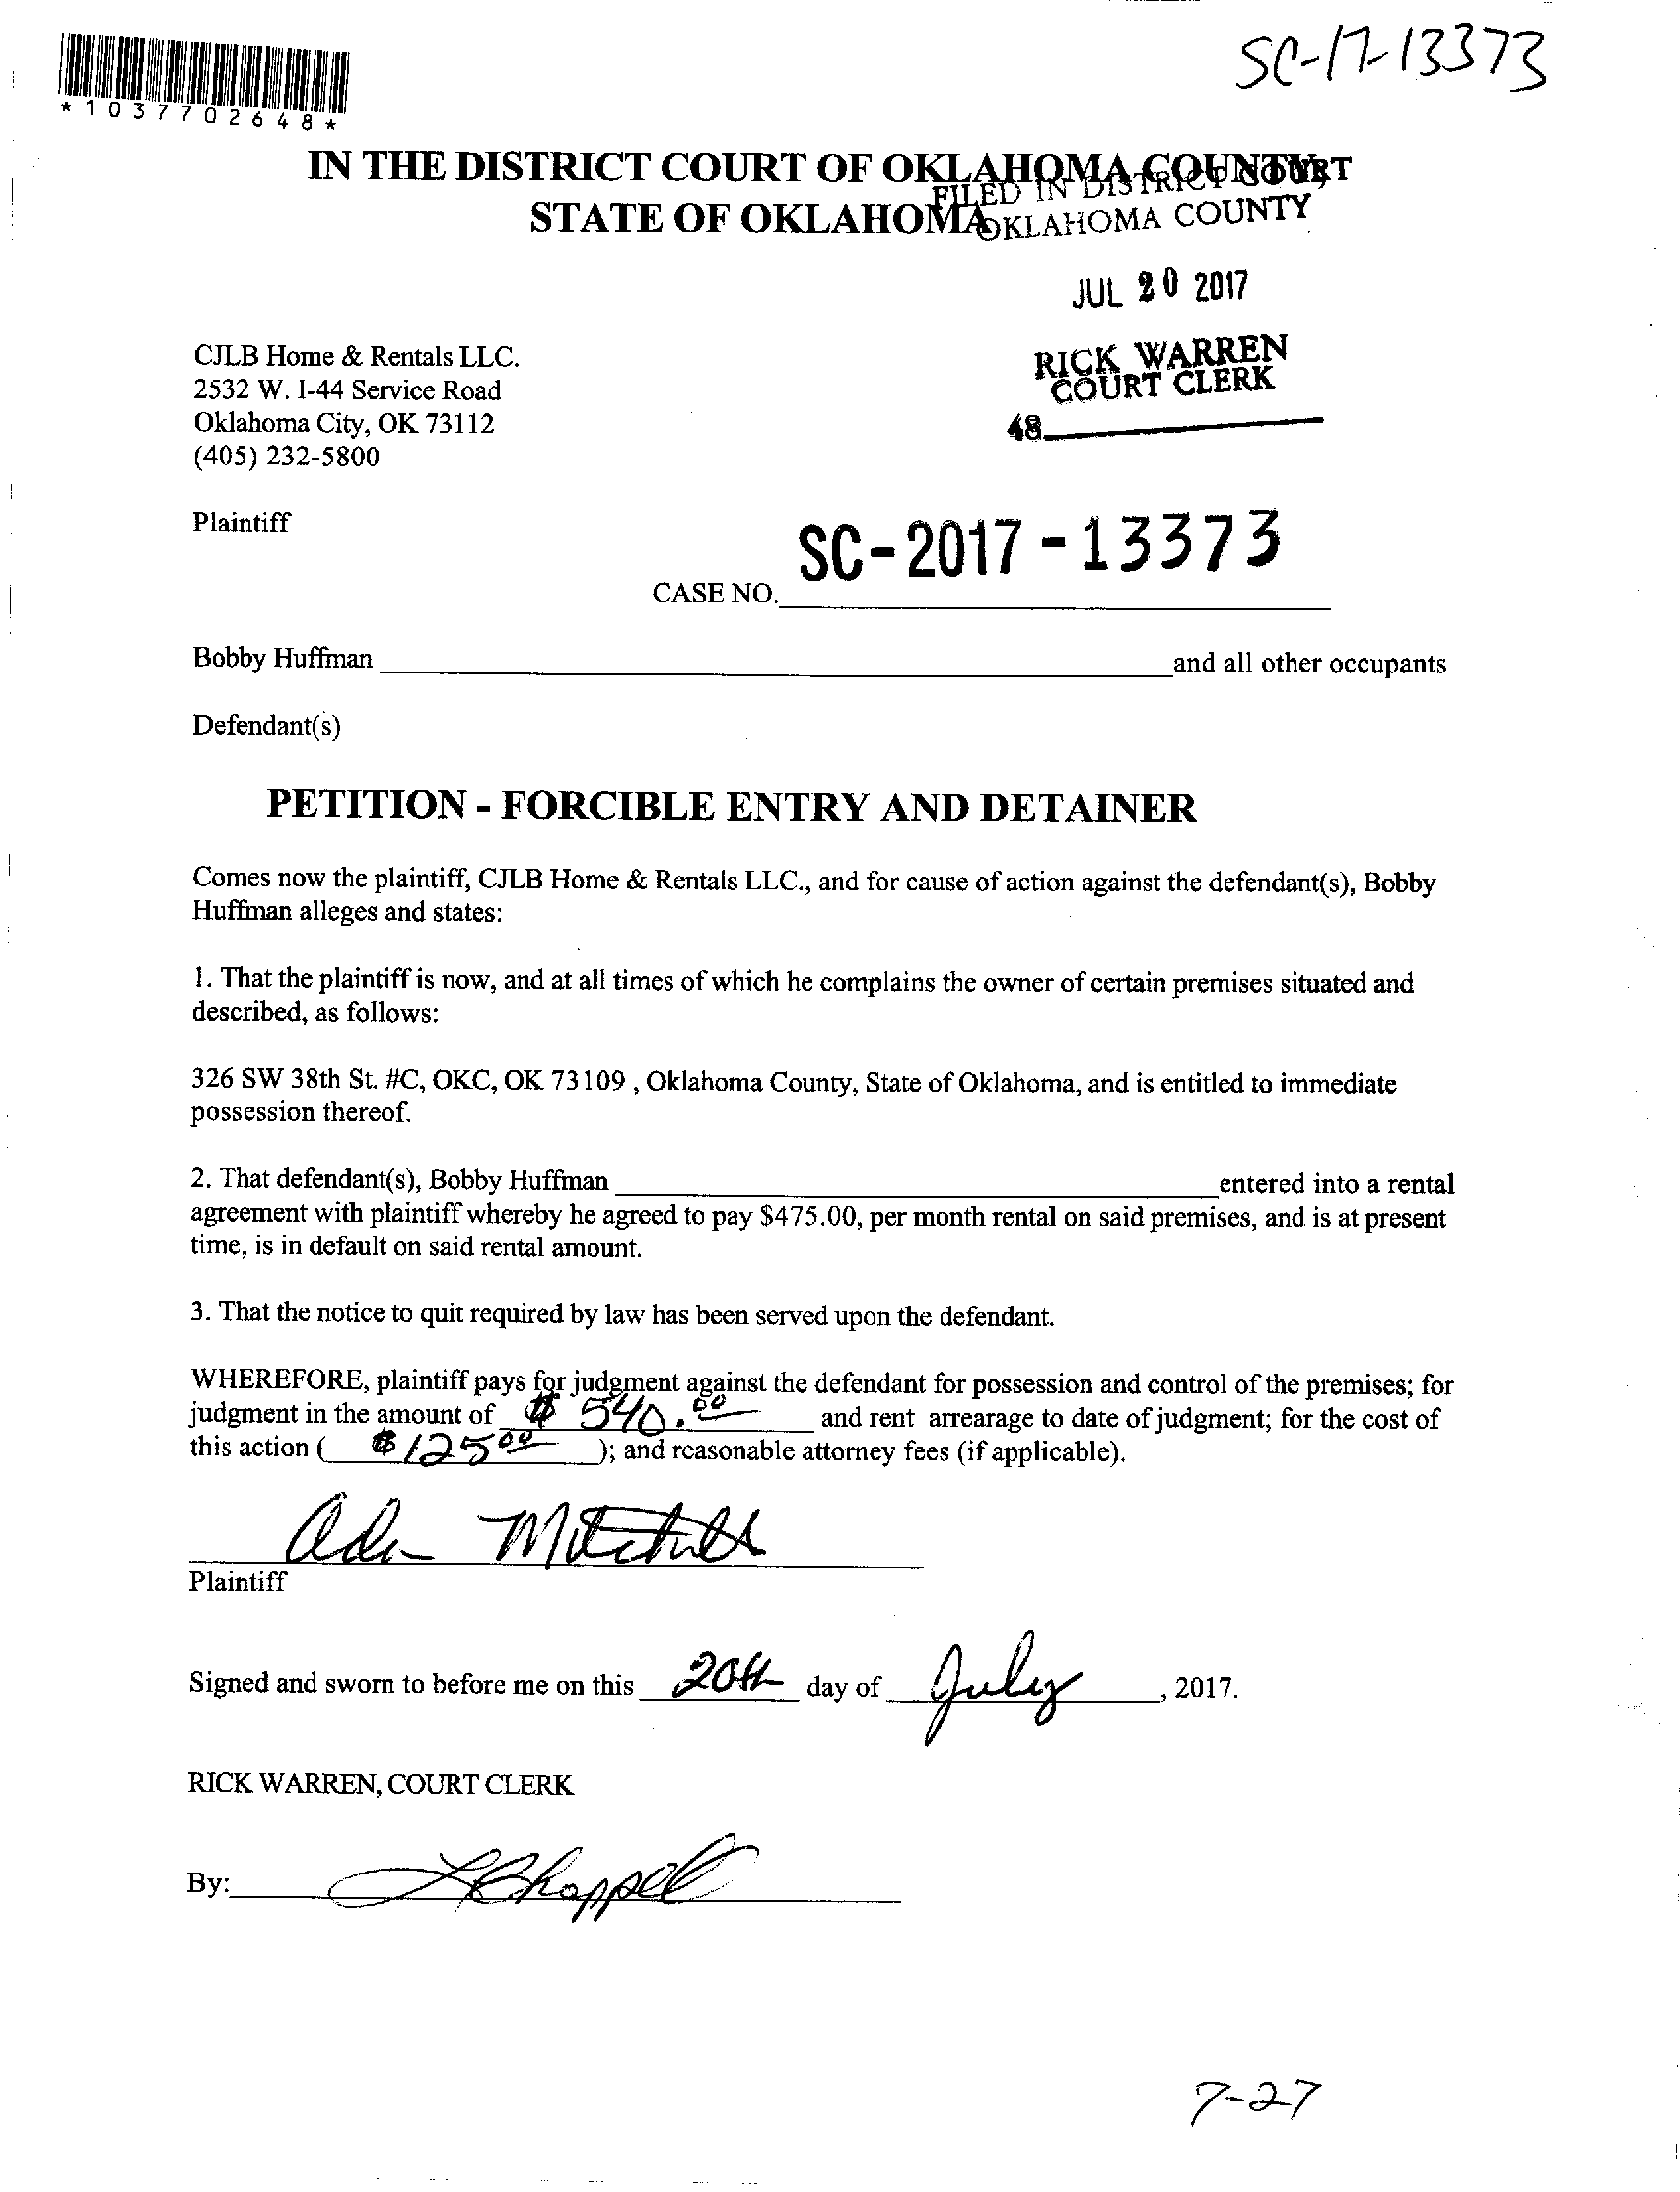 SC-17-13373
*1037702648*
IN THE DISTRICT COURT OF OKLAHOMA COUNTY,
STATE OF OKLAHOMA
FILED IN DISTRICT COURT
OKLAHOMA COUNTY
JUL 20 2017
RICK WARREN
COURT CLERK
48
CJLB Home & Rentals LLC.
2532 W. I-44 Service Road
Oklahoma City, OK 73112
(405) 232-5800
Plaintiff
SC-2017-13373
CASE NO.
Bobby Huffman and all other occupants
Defendant(s)
PETITION - FORCIBLE ENTRY AND DETAINER
Comes now the plaintiff, CJLB Home & Rentals LLC., and for cause of action against the defendant(s), Bobby
Huffman alleges and states:
1. That the plaintiff is now, and at all times of which he complains the owner of certain premises situated and
described, as follows:
326 SW 38th St. #C, OKC, OK 73109 , Oklahoma County, State of Oklahoma, and is entitled to immediate
possession thereof.
2. That defendant(s), Bobby Huffman entered into a rental
agreement with plaintiff whereby he agreed to pay $475.00, per month rental on said premises, and is at present
time, is in default on said rental amount.
3. That the notice to quit required by law has been served upon the defendant.
WHEREFORE, plaintiff pays for judgment against the defendant for possession and control of the premises; for
judgment in the amount of $ 540.00 and rent arrearage to date of judgment; for the cost of
this action ( $125 00 ); and reasonable attorney fees (if applicable).
Plaintiff
Signed and sworn to before me on this 20th day of July , 2017.
RICK WARREN, COURT CLERK
By: Chappell
7-27